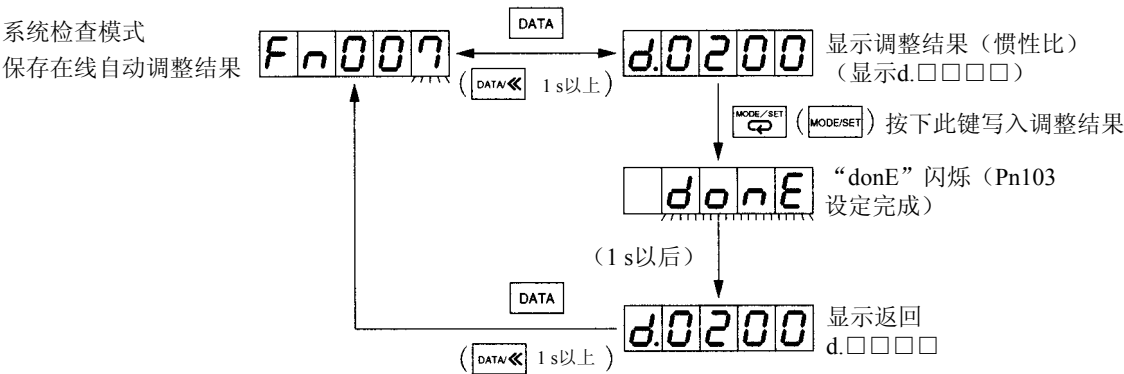 DATA
系统检查模式
保存在线自动调整结果
Fn007
(DATA/≪ 1 s以上)
d.0200
显示调整结果（惯性比）
（显示d.□□□□）
MODE/SET (MODE/SET) 按下此键写入调整结果
donE
“donE”闪烁（Pn103
设定完成）
（1 s以后）
DATA
(DATA/≪ 1 s以上)
d.0200
显示返回
d.□□□□